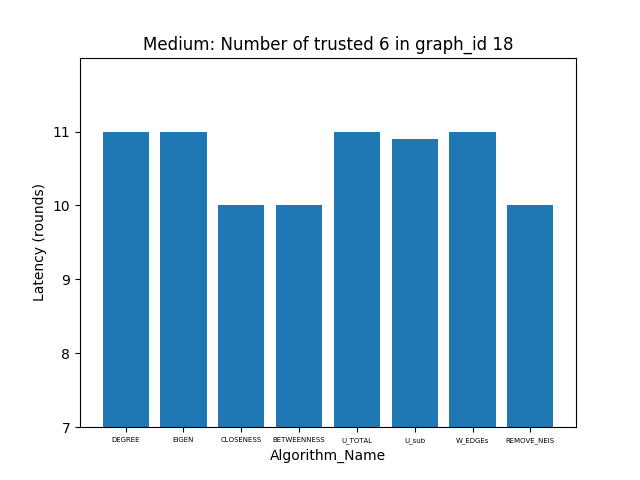 Medium: Number of trusted 6 in graph_id 18
Latency (rounds)
11
10
9
8
7
DEGREE EIGEN CLOSENESS BETWEENNESS U_TOTAL U_sub W_EDGEs REMOVE_NEIS
Algorithm_Name